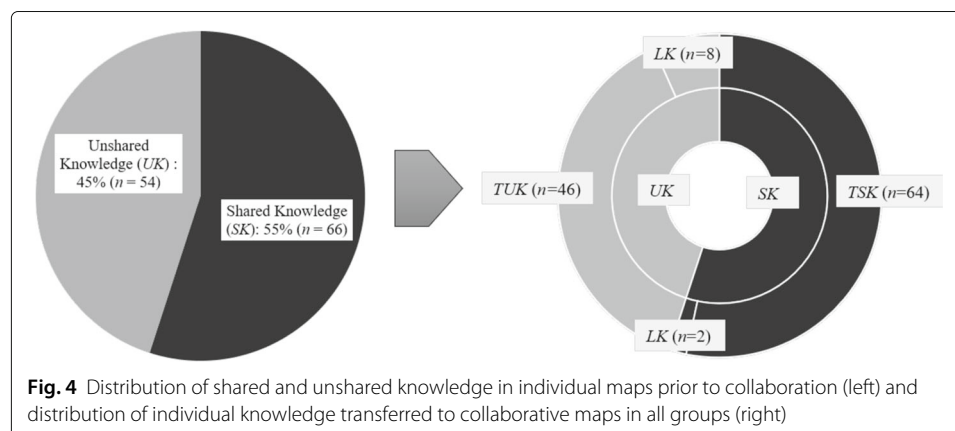 Unshared
Knowledge (UK) :
45% (n = 54)
Shared Knowledge
(SK): 55% (n = 66)
LK (n=8)
TUK (n=46)
UK
SK
TSK (n=64)
LK (n=2)
Fig. 4 Distribution of shared and unshared knowledge in individual maps prior to collaboration (left) and
distribution of individual knowledge transferred to collaborative maps in all groups (right)